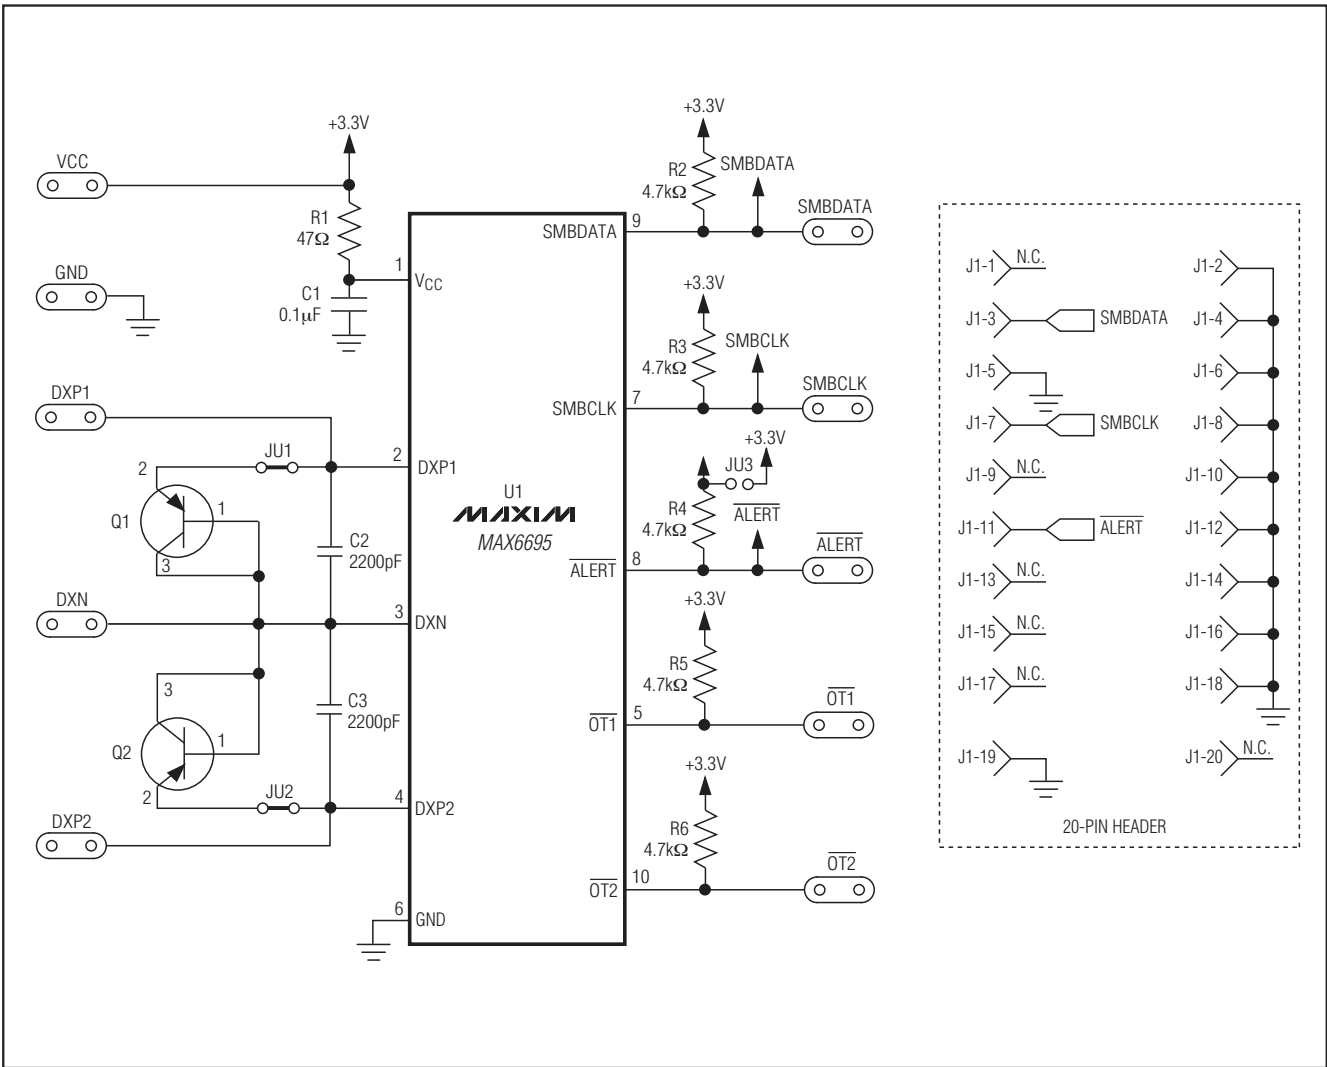 +3.3V
VCC
R1
47Ω
1
VCC
C1
0.1μF
GND
DXP1
JU1
2
DXP1
2
Q1
1
3
C2
2200pF
DXN
3
DXN
3
Q2
1
2
C3
2200pF
JU2
4
DXP2
DXP2
6
GND
U1
MAXIM
MAX6695
+3.3V
R2
4.7kΩ
SMBDATA
SMBDATA
9
SMBDATA
+3.3V
R3
4.7kΩ
SMBCLK
SMBCLK
7
SMBCLK
+3.3V
JU3
R4
4.7kΩ
ALERT
ALERT
8
ALERT
+3.3V
R5
4.7kΩ
OT1
5
OT1
+3.3V
R6
4.7kΩ
OT2
10
OT2
J1-1 N.C.
J1-2
J1-3 SMBDATA
J1-4
J1-5
J1-6
J1-7 SMBCLK
J1-8
J1-9 N.C.
J1-10
J1-11 ALERT
J1-12
J1-13 N.C.
J1-14
J1-15 N.C.
J1-16
J1-17 N.C.
J1-18
J1-19
J1-20 N.C.
20-PIN HEADER